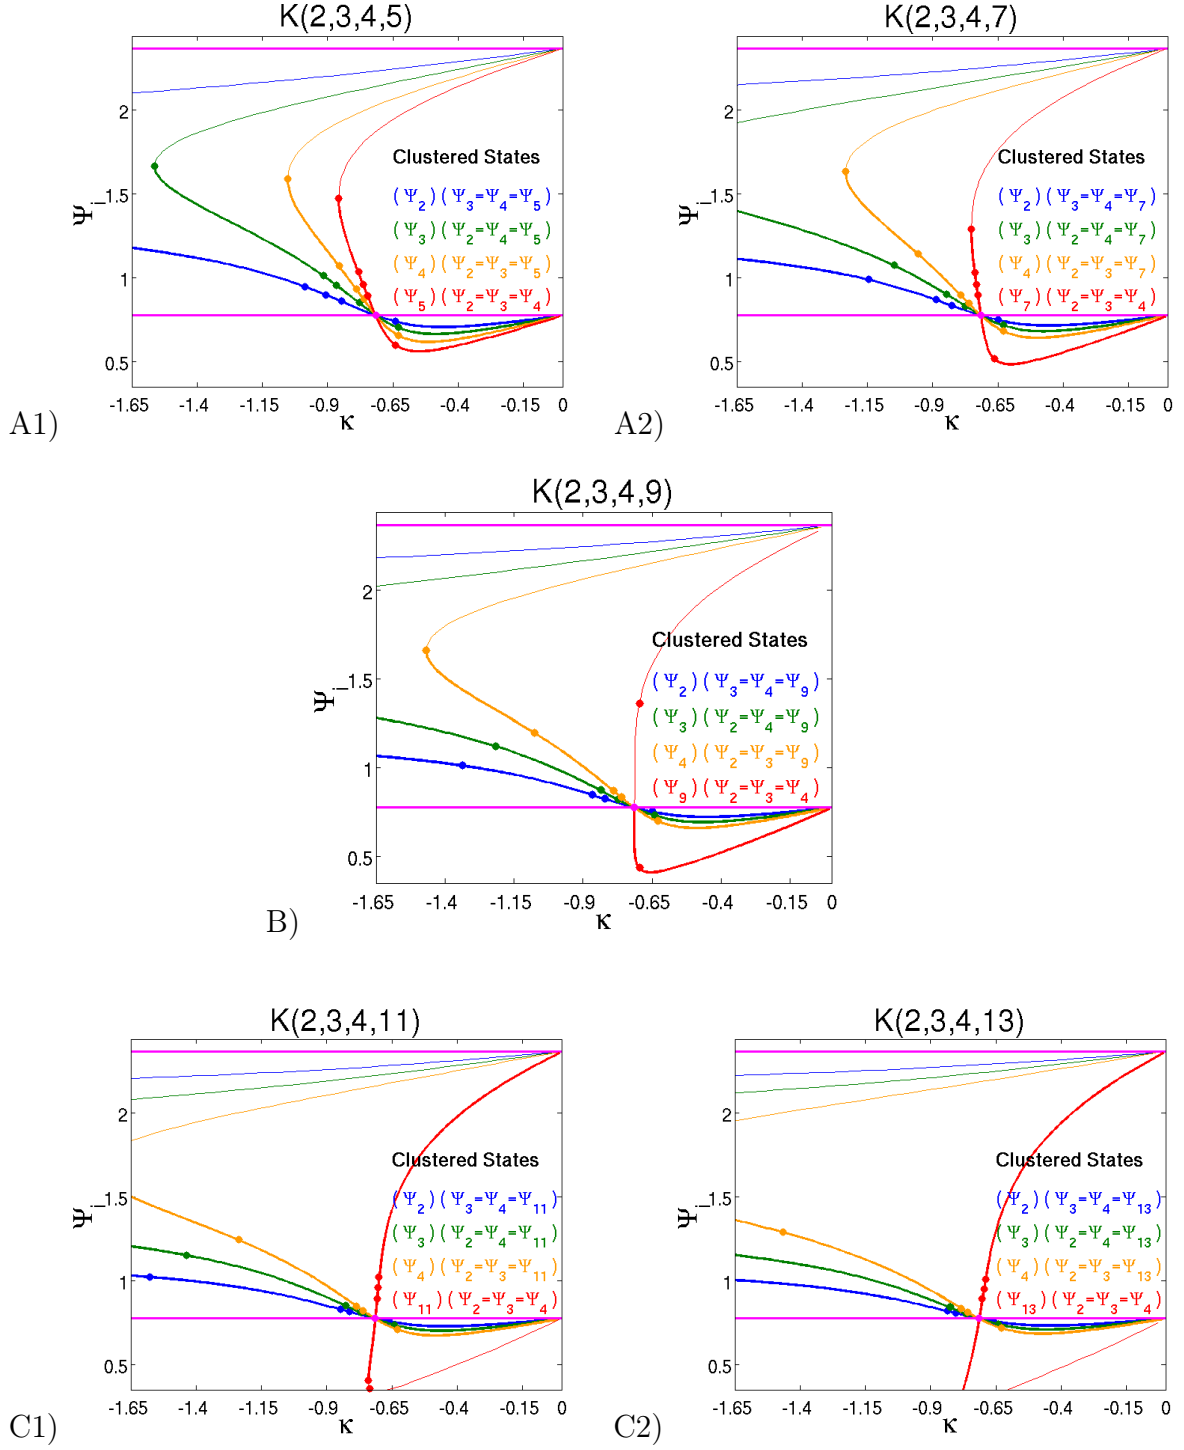 K(2,3,4,5)
2
1.5
1
0.5
Ψ_i
Clustered States
(Ψ2)(Ψ3=Ψ4=Ψ5)
(Ψ3)(Ψ2=Ψ4=Ψ5)
(Ψ4)(Ψ2=Ψ3=Ψ5)
(Ψ5)(Ψ2=Ψ3=Ψ4)
-1.65 -1.4 -1.15 -0.9 -0.65 -0.4 -0.15 0
κ
A1)
K(2,3,4,7)
2
1.5
1
0.5
Ψ_i
Clustered States
(Ψ2)(Ψ3=Ψ4=Ψ7)
(Ψ3)(Ψ2=Ψ4=Ψ7)
(Ψ4)(Ψ2=Ψ3=Ψ7)
(Ψ7)(Ψ2=Ψ3=Ψ4)
-1.65 -1.4 -1.15 -0.9 -0.65 -0.4 -0.15 0
κ
A2)
K(2,3,4,9)
2
1.5
1
0.5
Ψ_i
Clustered States
(Ψ2)(Ψ3=Ψ4=Ψ9)
(Ψ3)(Ψ2=Ψ4=Ψ9)
(Ψ4)(Ψ2=Ψ3=Ψ9)
(Ψ9)(Ψ2=Ψ3=Ψ4)
-1.65 -1.4 -1.15 -0.9 -0.65 -0.4 -0.15 0
κ
B)
K(2,3,4,11)
2
1.5
1
0.5
Ψ_i
Clustered States
(Ψ2)(Ψ3=Ψ4=Ψ11)
(Ψ3)(Ψ2=Ψ4=Ψ11)
(Ψ4)(Ψ2=Ψ3=Ψ11)
(Ψ11)(Ψ2=Ψ3=Ψ4)
-1.65 -1.4 -1.15 -0.9 -0.65 -0.4 -0.15 0
κ
C1)
K(2,3,4,13)
2
1.5
1
0.5
Ψ_i
Clustered States
(Ψ2)(Ψ3=Ψ4=Ψ13)
(Ψ3)(Ψ2=Ψ4=Ψ13)
(Ψ4)(Ψ2=Ψ3=Ψ13)
(Ψ13)(Ψ2=Ψ3=Ψ4)
-1.65 -1.4 -1.15 -0.9 -0.65 -0.4 -0.15 0
κ
C2)